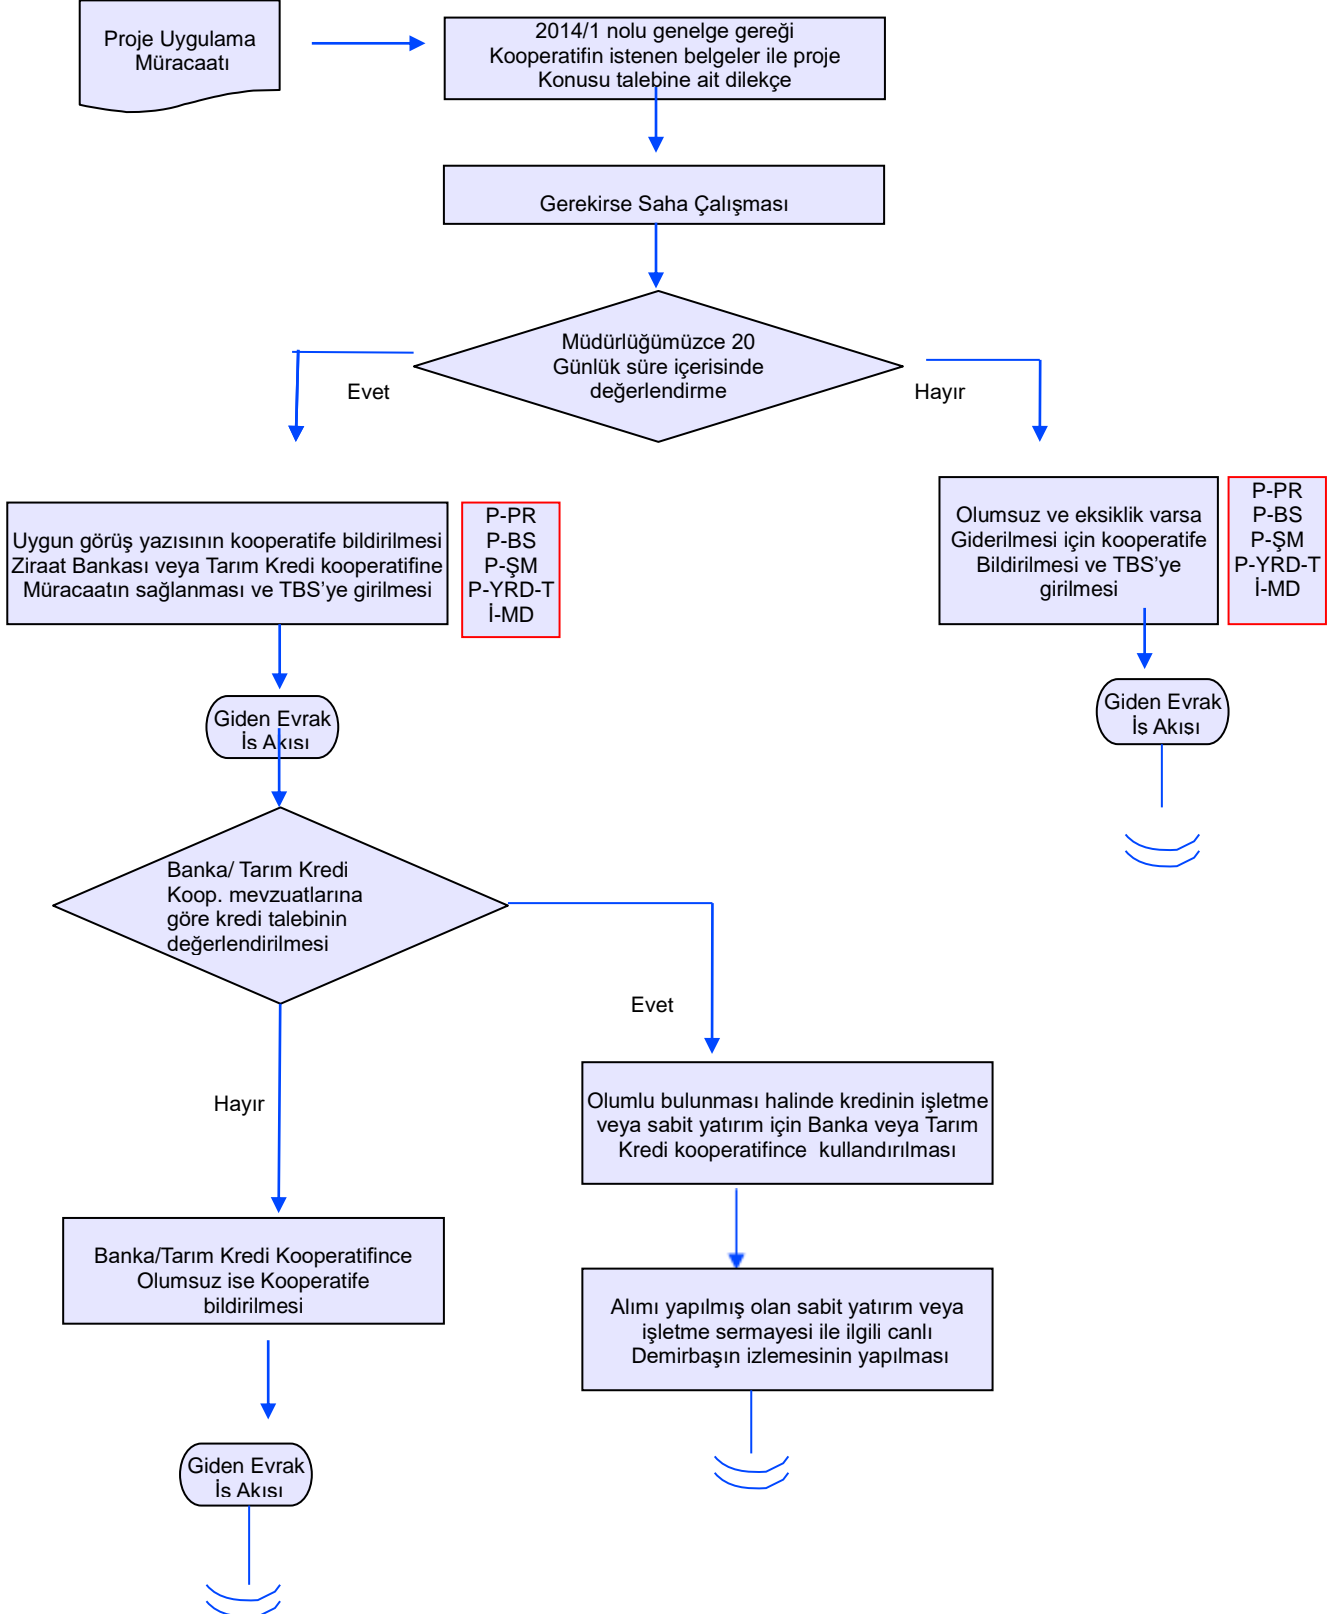 Proje Uygulama
Müracaatı
2014/1 nolu genelge gereği
Kooperatifin istenen belgeler ile proje
Konusu talebine ait dilekçe
Gerekirse Saha Çalışması
Müdürlüğümüzce 20
Günlük süre içerisinde
değerlendirme
Evet
Hayır
Uygun görüş yazısının kooperatife bildirilmesi
Ziraat Bankası veya Tarım Kredi kooperatifine
Müracaatın sağlanması ve TBS’ye girilmesi
P-PR
P-BS
P-ŞM
P-YRD-T
İ-MD
Olumsuz ve eksiklik varsa
Giderilmesi için kooperatife
Bildirilmesi ve TBS’ye
girilmesi
P-PR
P-BS
P-ŞM
P-YRD-T
İ-MD
Giden Evrak
İş Akışı
Giden Evrak
İş Akışı
Banka/ Tarım Kredi
Koop. mevzuatlarına
göre kredi talebinin
değerlendirilmesi
Evet
Hayır
Olumlu bulunması halinde kredinin işletme
veya sabit yatırım için Banka veya Tarım
Kredi kooperatifince  kullandırılması
Banka/Tarım Kredi Kooperatifince
Olumsuz ise Kooperatife
bildirilmesi
Alımı yapılmış olan sabit yatırım veya
işletme sermayesi ile ilgili canlı
Demirbaşın izlemesinin yapılması
Giden Evrak
İş Akışı